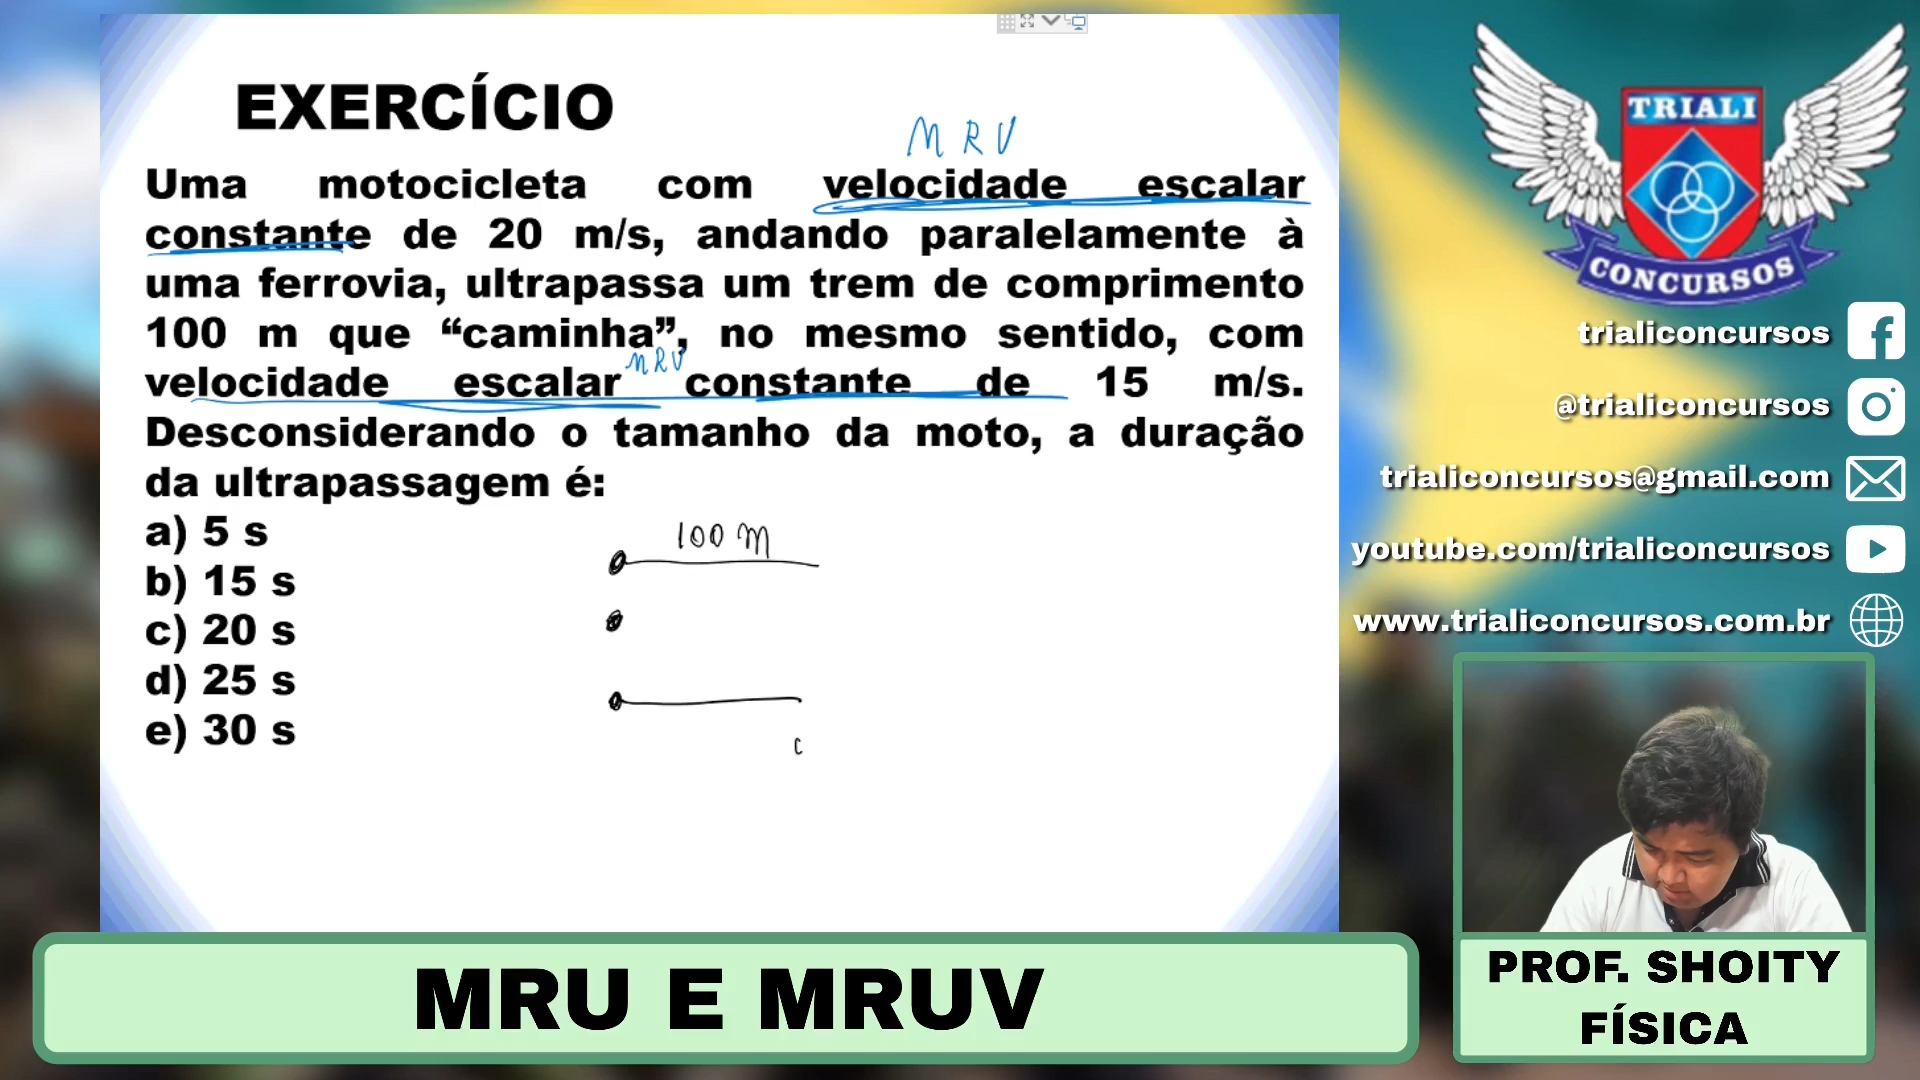 EXERCÍCIO
MRU
Uma motocicleta com velocidade escalar
constante de 20 m/s, andando paralelamente à
uma ferrovia, ultrapassa um trem de comprimento
100 m que “caminha”, no mesmo sentido, com
MRU
velocidade escalar constante de 15 m/s.
Desconsiderando o tamanho da moto, a duração
da ultrapassagem é:
a) 5 s
b) 15 s
c) 20 s
d) 25 s
e) 30 s
100 m
TRIALI
CONCURSOS
trialiconcursos
@trialiconcursos
trialiconcursos@gmail.com
youtube.com/trialiconcursos
www.trialiconcursos.com.br
MRU E MRUV
PROF. SHOITY
FÍSICA